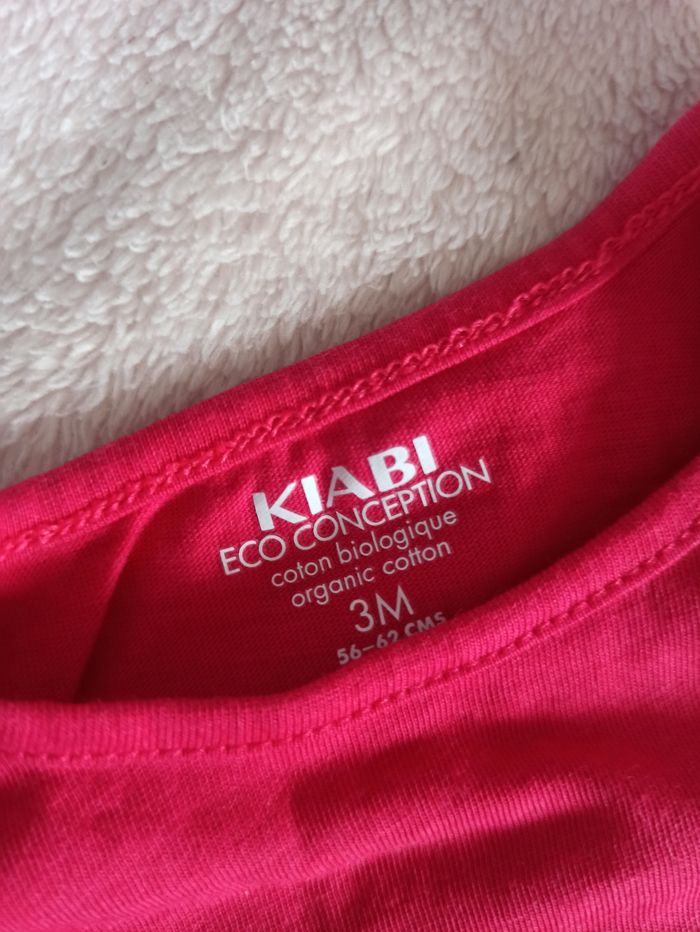 KIABI
ECO CONCEPTION
coton biologique
organic cotton
3M
56-62 CMS